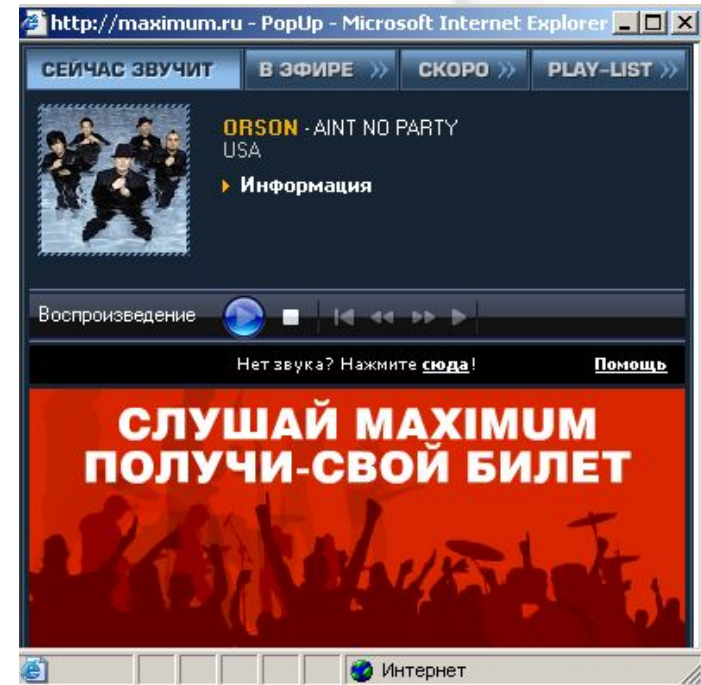 http://maximum.ru - PopUp - Microsoft Internet Explorer
СЕЙЧАС ЗВУЧИТ В ЭФИРЕ СКОРО PLAY-LIST
ORSON - AINT NO PARTY
USA
Информация
Воспроизведение
Нет звука? Нажмите сюда! Помощь
СЛУШАЙ MAXIMUM
ПОЛУЧИ-СВОЙ БИЛЕТ
Интернет